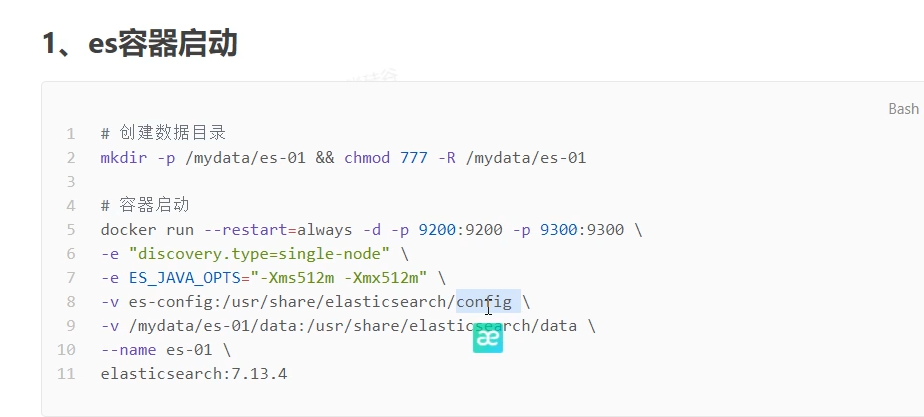 1、es容器启动
Bash
1 # 创建数据目录
2 mkdir -p /mydata/es-01 && chmod 777 -R /mydata/es-01
3
4 # 容器启动
5 docker run --restart=always -d -p 9200:9200 -p 9300:9300 \
6 -e "discovery.type=single-node" \
7 -e ES_JAVA_OPTS="-Xms512m -Xmx512m" \
8 -v es-config:/usr/share/elasticsearch/config \
9 -v /mydata/es-01/data:/usr/share/elasticsearch/data \
10 --name es-01 \
11 elasticsearch:7.13.4